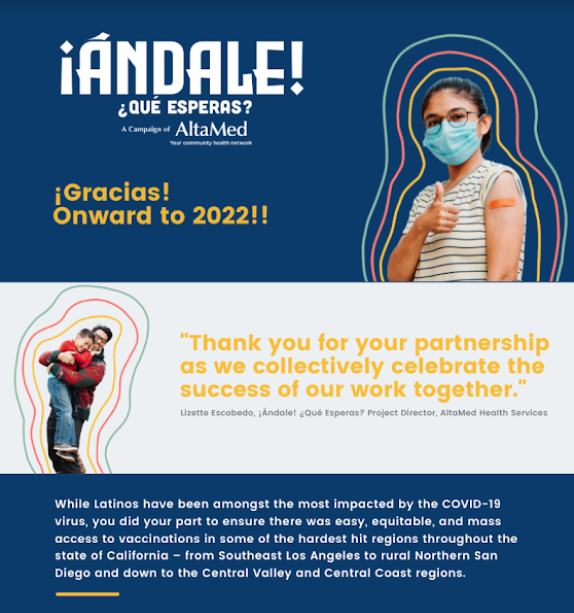 ¡ÁNDALE!
¿QUÉ ESPERAS?
A Campaign of AltaMed
Your community health network
¡Gracias!
Onward to 2022!!
"Thank you for your partnership
as we collectively celebrate the
success of our work together."
Lizette Escobedo, ¡Ándale! ¿Qué Esperas? Project Director, AltaMed Health Services
While Latinos have been amongst the most impacted by the COVID-19
virus, you did your part to ensure there was easy, equitable, and mass
access to vaccinations in some of the hardest hit regions throughout the
state of California – from Southeast Los Angeles to rural Northern San
Diego and down to the Central Valley and Central Coast regions.